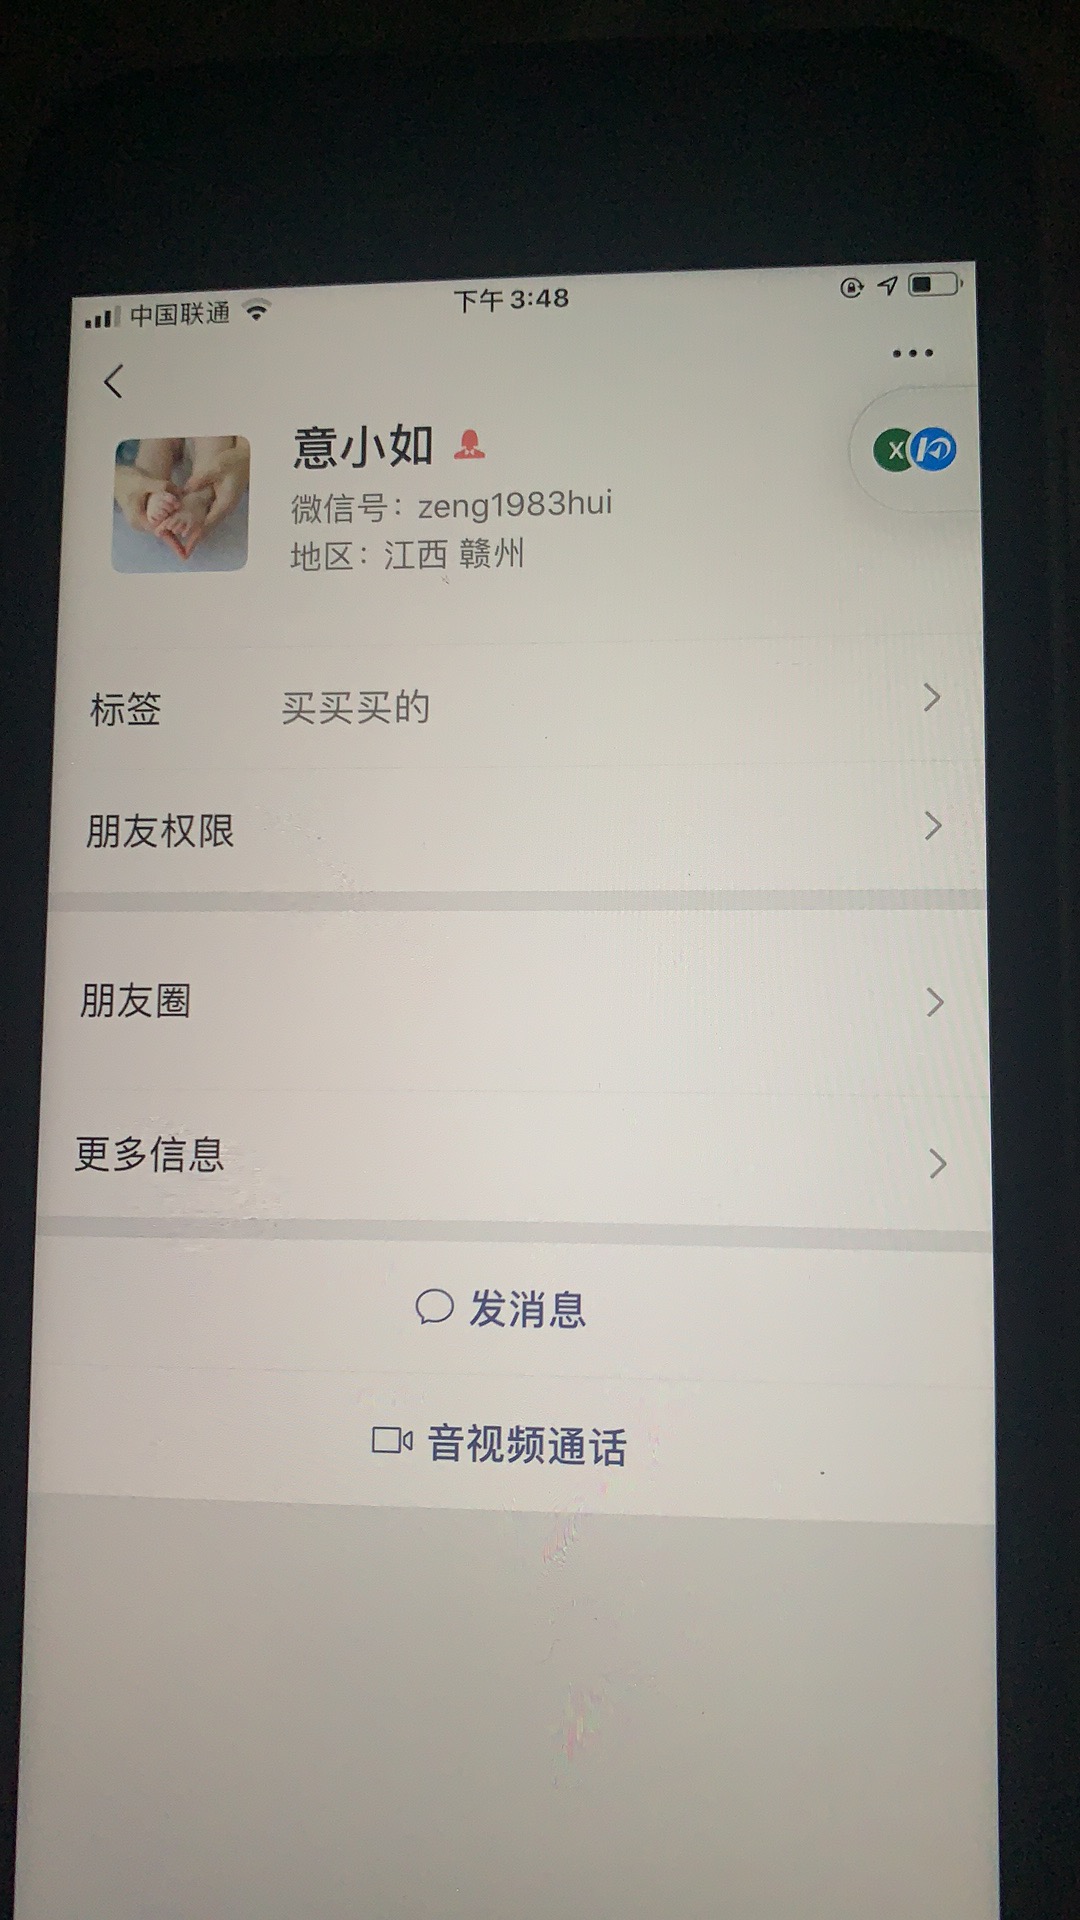 中国联通
下午 3:48
意小如
微信号：zeng1983hui
地区：江西 赣州
X
标签 买买买的
朋友权限
朋友圈
更多信息
发消息
音视频通话